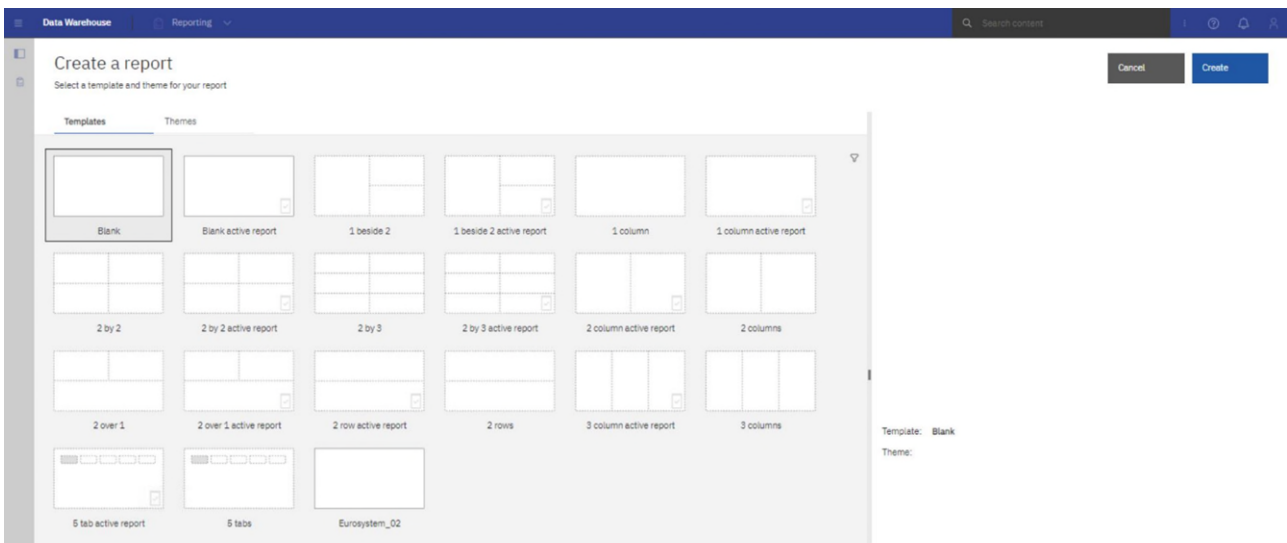 Data Warehouse Reporting Search content
Create a report Cancel Create
Select a template and theme for your report
Templates Themes
Blank Blank active report 1 beside 2 1 beside 2 active report 1 column 1 column active report
2 by 2 2 by 2 active report 2 by 3 2 by 3 active report 2 column active report 2 columns
2 over 1 2 over 1 active report 2 row active report 2 rows 3 column active report 3 columns
Template: Blank
Theme:
5 tab active report 5 tabs Eurosystem_02